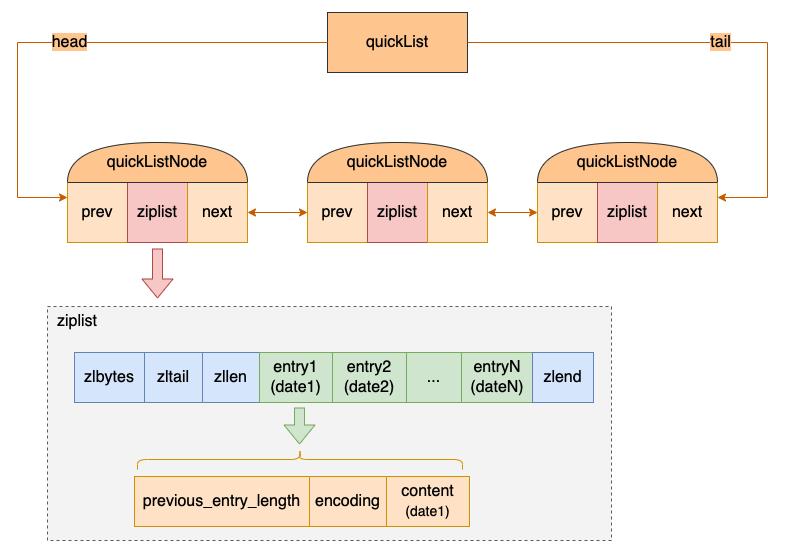 quickList
head
tail
quickListNode
quickListNode
quickListNode
prev ziplist next
prev ziplist next
prev ziplist next
ziplist
zlbytes zltail zllen entry1 (date1) entry2 (date2) ... entryN (dateN) zlend
previous_entry_length encoding content (date1)